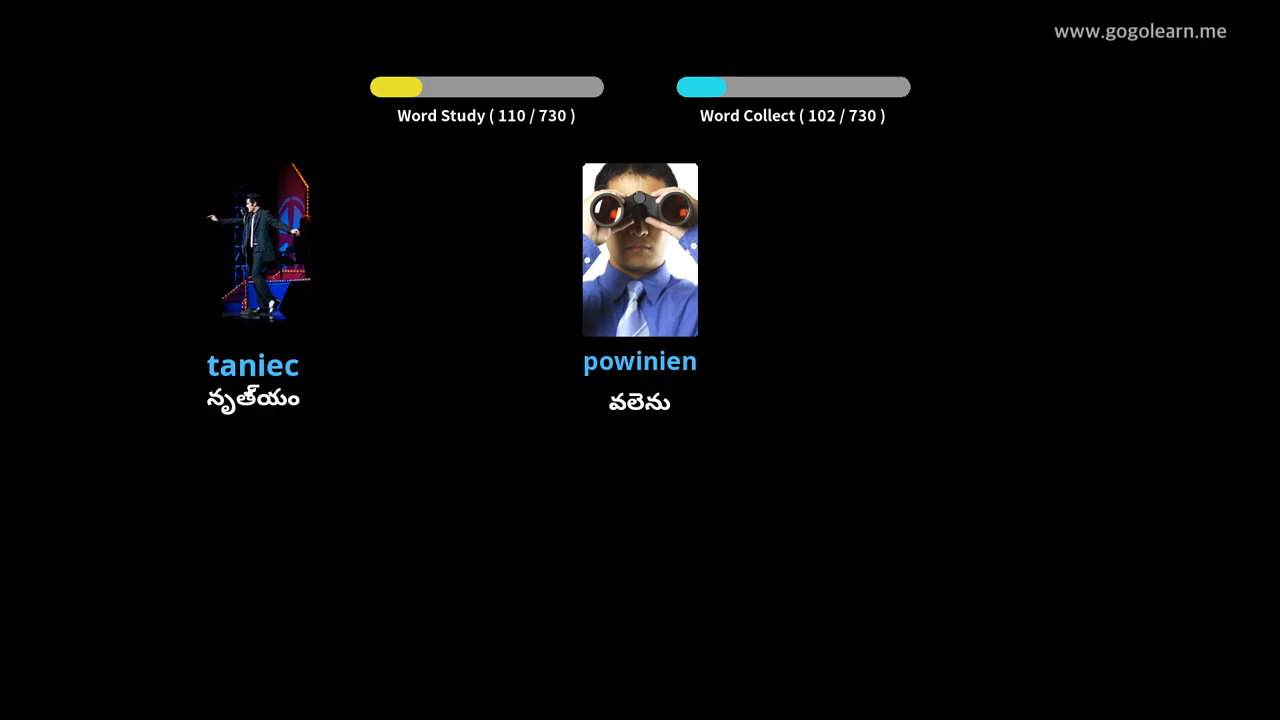 www.gogolearn.me
Word Study ( 110 / 730 )
Word Collect ( 102 / 730 )
taniec
నృత్యం
powinien
వలెను